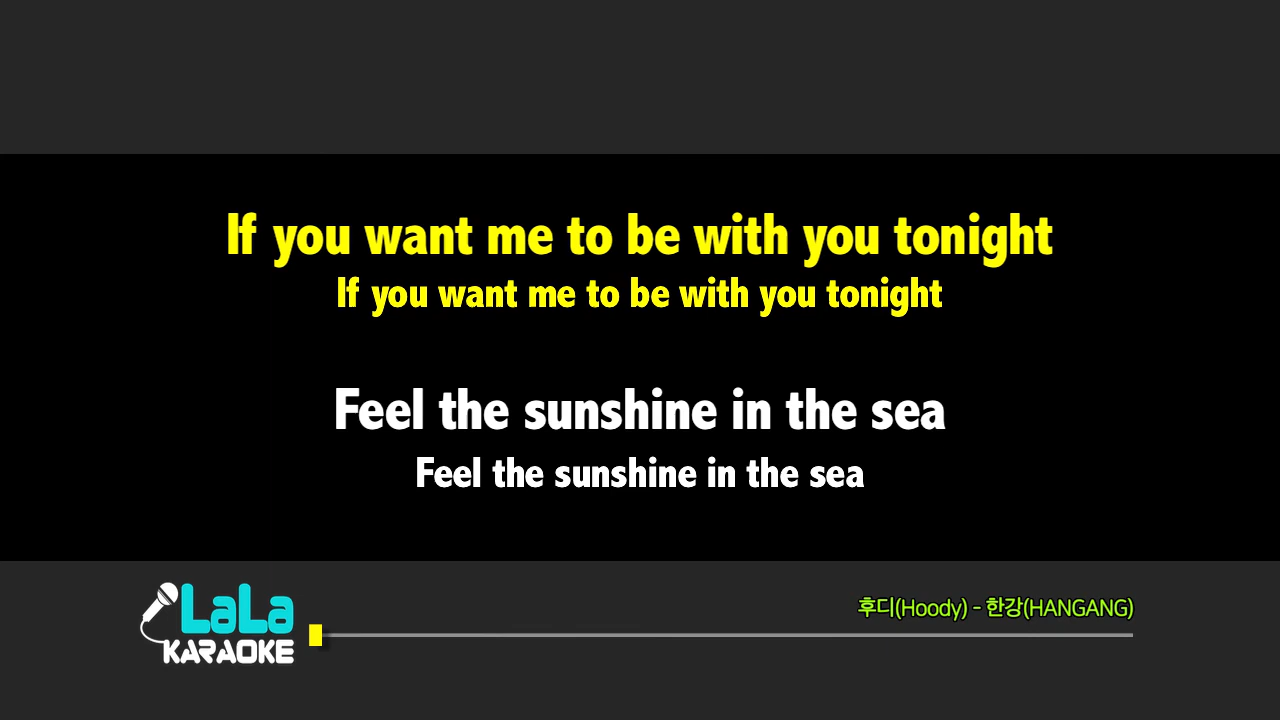 If you want me to be with you tonight
If you want me to be with you tonight
Feel the sunshine in the sea
Feel the sunshine in the sea
LaLa
KARAOKE
후디(Hoody) - 한강(HANGANG)